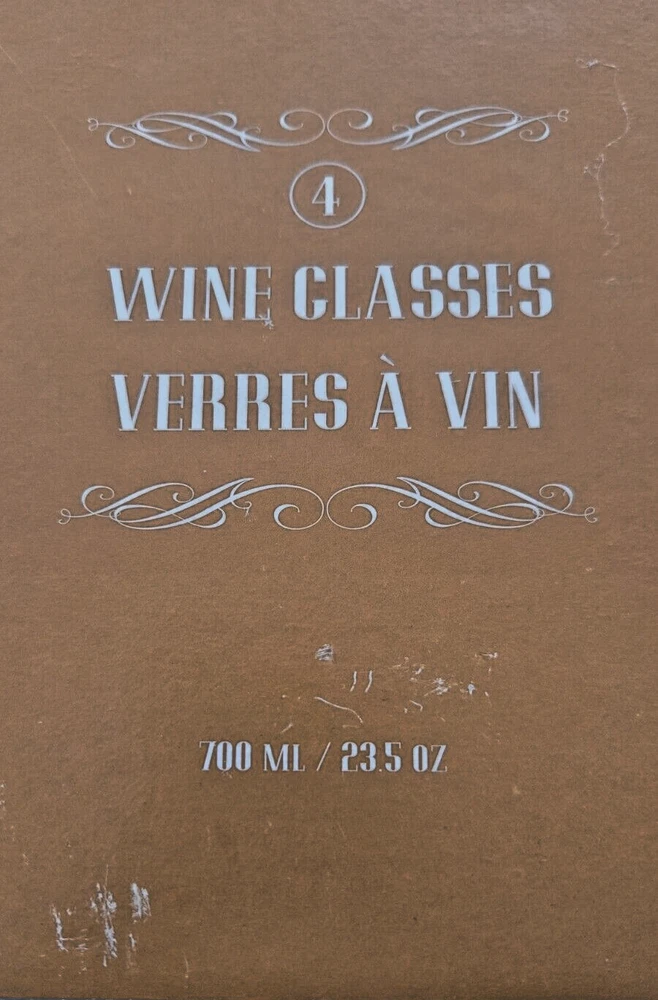 4
WINE GLASSES
VERRES À VIN
700 ML / 23.5 OZ